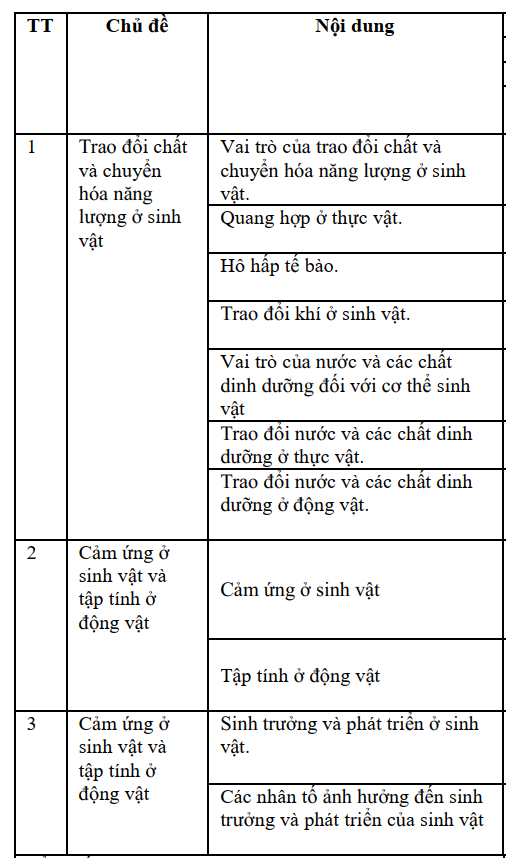 TT Chủ đề Nội dung
1 Trao đổi chất Vai trò của trao đổi chất và
và chuyển chuyển hóa năng lượng ở sinh
hóa năng vật.
lượng ở sinh Quang hợp ở thực vật.
vật
Hô hấp tế bào.
Trao đổi khí ở sinh vật.
Vai trò của nước và các chất
dinh dưỡng đối với cơ thể sinh
vật
Trao đổi nước và các chất dinh
dưỡng ở thực vật.
Trao đổi nước và các chất dinh
dưỡng ở động vật.
2 Cảm ứng ở
sinh vật và
tập tính ở
động vật
Cảm ứng ở sinh vật
Tập tính ở động vật
3 Cảm ứng ở
sinh vật và
tập tính ở
động vật
Sinh trưởng và phát triển ở sinh
vật.
Các nhân tố ảnh hưởng đến sinh
trưởng và phát triển của sinh vật